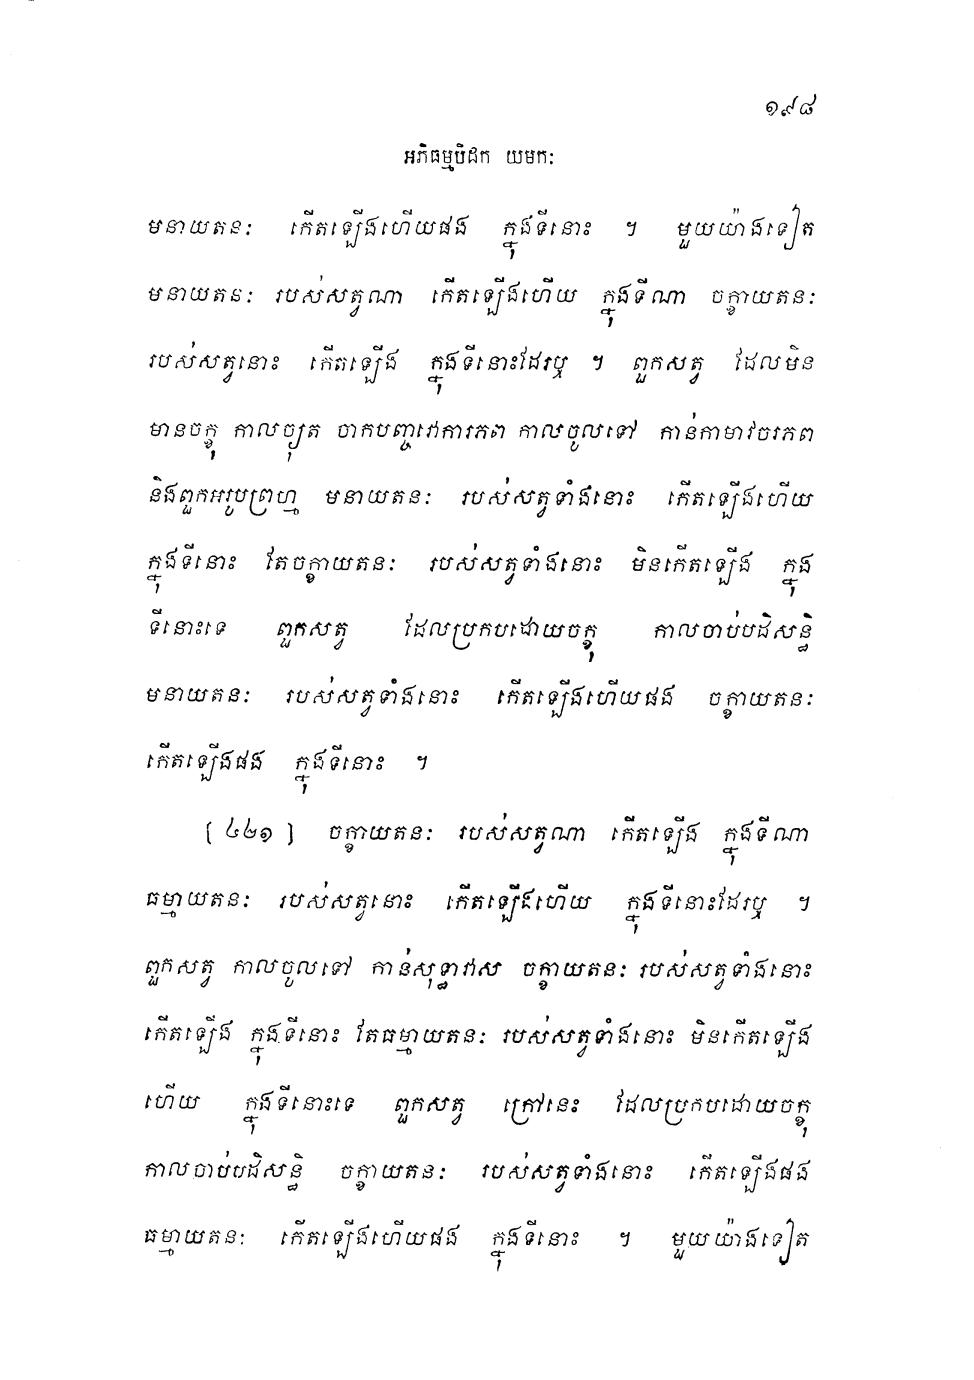 ១៩៨
អភិធម្មបិដក យមកៈ
មនាយតនៈ កើតឡើងហើយផង ក្នុងទីនោះ ។ មួយយ៉ាងទៀត
មនាយតនៈ របស់សត្វណា កើតឡើងហើយ ក្នុងទីណា ចក្ខាយតនៈ
របស់សត្វនោះ កើតឡើង ក្នុងទីនោះដែរឬ ។ ពួកសត្វ ដែលមិន
មានចក្ខុ កាលច្យុត ចាកបញ្ចវោការភព កាលចូលទៅ កាន់កាមាវចរភព
និងពួកអរូបព្រហ្ម មនាយតនៈ របស់សត្វទាំងនោះ កើតឡើងហើយ
ក្នុងទីនោះ តែចក្ខាយតនៈ របស់សត្វទាំងនោះ មិនកើតឡើង ក្នុង
ទីនោះទេ ពួកសត្វ ដែលប្រកបដោយចក្ខុ កាលចាប់បដិសន្ធិ
មនាយតនៈ របស់សត្វទាំងនោះ កើតឡើងហើយផង ចក្ខាយតនៈ
កើតឡើងផង ក្នុងទីនោះ ។
[ ៤២១ ] ចក្ខាយតនៈ របស់សត្វណា កើតឡើង ក្នុងទីណា
ធម្មាយតនៈ របស់សត្វនោះ កើតឡើងហើយ ក្នុងទីនោះដែរឬ ។
ពួកសត្វ កាលចូលទៅ កាន់សុទ្ធាវាស ចក្ខាយតនៈ របស់សត្វទាំងនោះ
កើតឡើង ក្នុងទីនោះ តែធម្មាយតនៈ របស់សត្វទាំងនោះ មិនកើតឡើង
ហើយ ក្នុងទីនោះទេ ពួកសត្វ ក្រៅនេះ ដែលប្រកបដោយចក្ខុ
កាលចាប់បដិសន្ធិ ចក្ខាយតនៈ របស់សត្វទាំងនោះ កើតឡើងផង
ធម្មាយតនៈ កើតឡើងហើយផង ក្នុងទីនោះ ។ មួយយ៉ាងទៀត